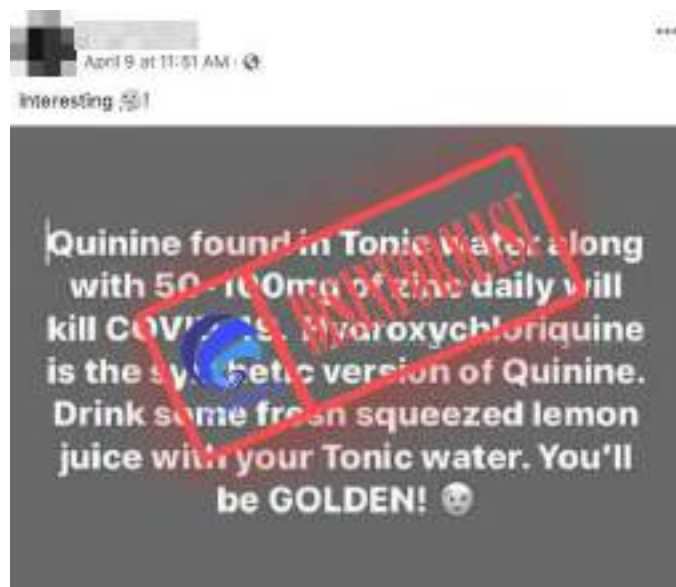 April 9 at 11:51 AM
Interesting !
Quinine found in Tonic Water along
with 50-100mg of zinc daily will
kill COVID-19. Hydroxychloriquine
is the synthetic version of Quinine.
Drink some fresh squeezed lemon
juice with your Tonic water. You'll
be GOLDEN!